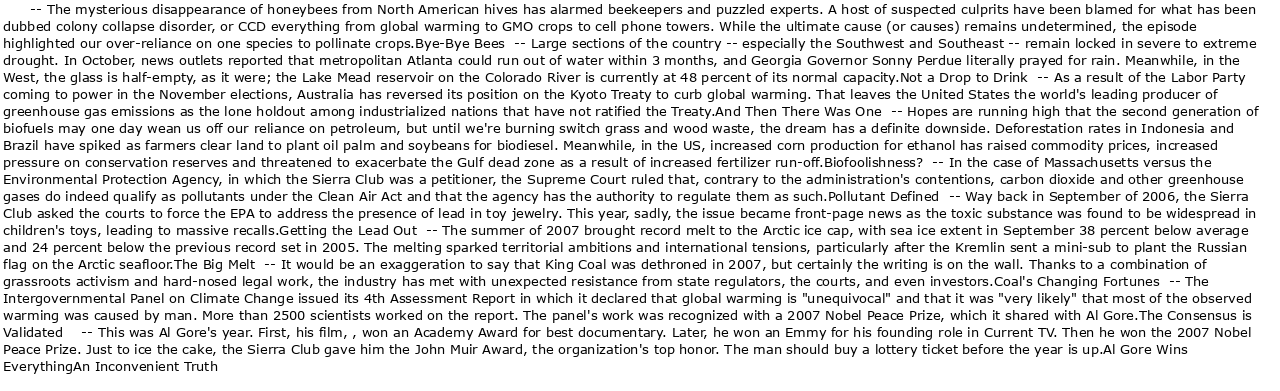 -- The mysterious disappearance of honeybees from North American hives has alarmed beekeepers and puzzled experts. A host of suspected culprits have been blamed for what has been
dubbed colony collapse disorder, or CCD everything from global warming to GMO crops to cell phone towers. While the ultimate cause (or causes) remains undetermined, the episode
highlighted our over-reliance on one species to pollinate crops.Bye-Bye Bees  -- Large sections of the country -- especially the Southwest and Southeast -- remain locked in severe to extreme
drought. In October, news outlets reported that metropolitan Atlanta could run out of water within 3 months, and Georgia Governor Sonny Perdue literally prayed for rain. Meanwhile, in the
West, the glass is half-empty, as it were; the Lake Mead reservoir on the Colorado River is currently at 48 percent of its normal capacity.Not a Drop to Drink  -- As a result of the Labor Party
coming to power in the November elections, Australia has reversed its position on the Kyoto Treaty to curb global warming. That leaves the United States the world's leading producer of
greenhouse gas emissions as the lone holdout among industrialized nations that have not ratified the Treaty.And Then There Was One  -- Hopes are running high that the second generation of
biofuels may one day wean us off our reliance on petroleum, but until we're burning switch grass and wood waste, the dream has a definite downside. Deforestation rates in Indonesia and
Brazil have spiked as farmers clear land to plant oil palm and soybeans for biodiesel. Meanwhile, in the US, increased corn production for ethanol has raised commodity prices, increased
pressure on conservation reserves and threatened to exacerbate the Gulf dead zone as a result of increased fertilizer run-off.Biofoolishness?  -- In the case of Massachusetts versus the
Environmental Protection Agency, in which the Sierra Club was a petitioner, the Supreme Court ruled that, contrary to the administration's contentions, carbon dioxide and other greenhouse
gases do indeed qualify as pollutants under the Clean Air Act and that the agency has the authority to regulate them as such.Pollutant Defined  -- Way back in September of 2006, the Sierra
Club asked the courts to force the EPA to address the presence of lead in toy jewelry. This year, sadly, the issue became front-page news as the toxic substance was found to be widespread in
children's toys, leading to massive recalls.Getting the Lead Out  -- The summer of 2007 brought record melt to the Arctic ice cap, with sea ice extent in September 38 percent below average
and 24 percent below the previous record set in 2005. The melting sparked territorial ambitions and international tensions, particularly after the Kremlin sent a mini-sub to plant the Russian
flag on the Arctic seafloor.The Big Melt  -- It would be an exaggeration to say that King Coal was dethroned in 2007, but certainly the writing is on the wall. Thanks to a combination of
grassroots activism and hard-nosed legal work, the industry has met with unexpected resistance from state regulators, the courts, and even investors.Coal's Changing Fortunes  -- The
Intergovernmental Panel on Climate Change issued its 4th Assessment Report in which it declared that global warming is "unequivocal" and that it was "very likely" that most of the observed
warming was caused by man. More than 2500 scientists worked on the report. The panel's work was recognized with a 2007 Nobel Peace Prize, which it shared with Al Gore.The Consensus is
Validated    -- This was Al Gore's year. First, his film, , won an Academy Award for best documentary. Later, he won an Emmy for his founding role in Current TV. Then he won the 2007 Nobel
Peace Prize. Just to ice the cake, the Sierra Club gave him the John Muir Award, the organization's top honor. The man should buy a lottery ticket before the year is up.Al Gore Wins
EverythingAn Inconvenient Truth